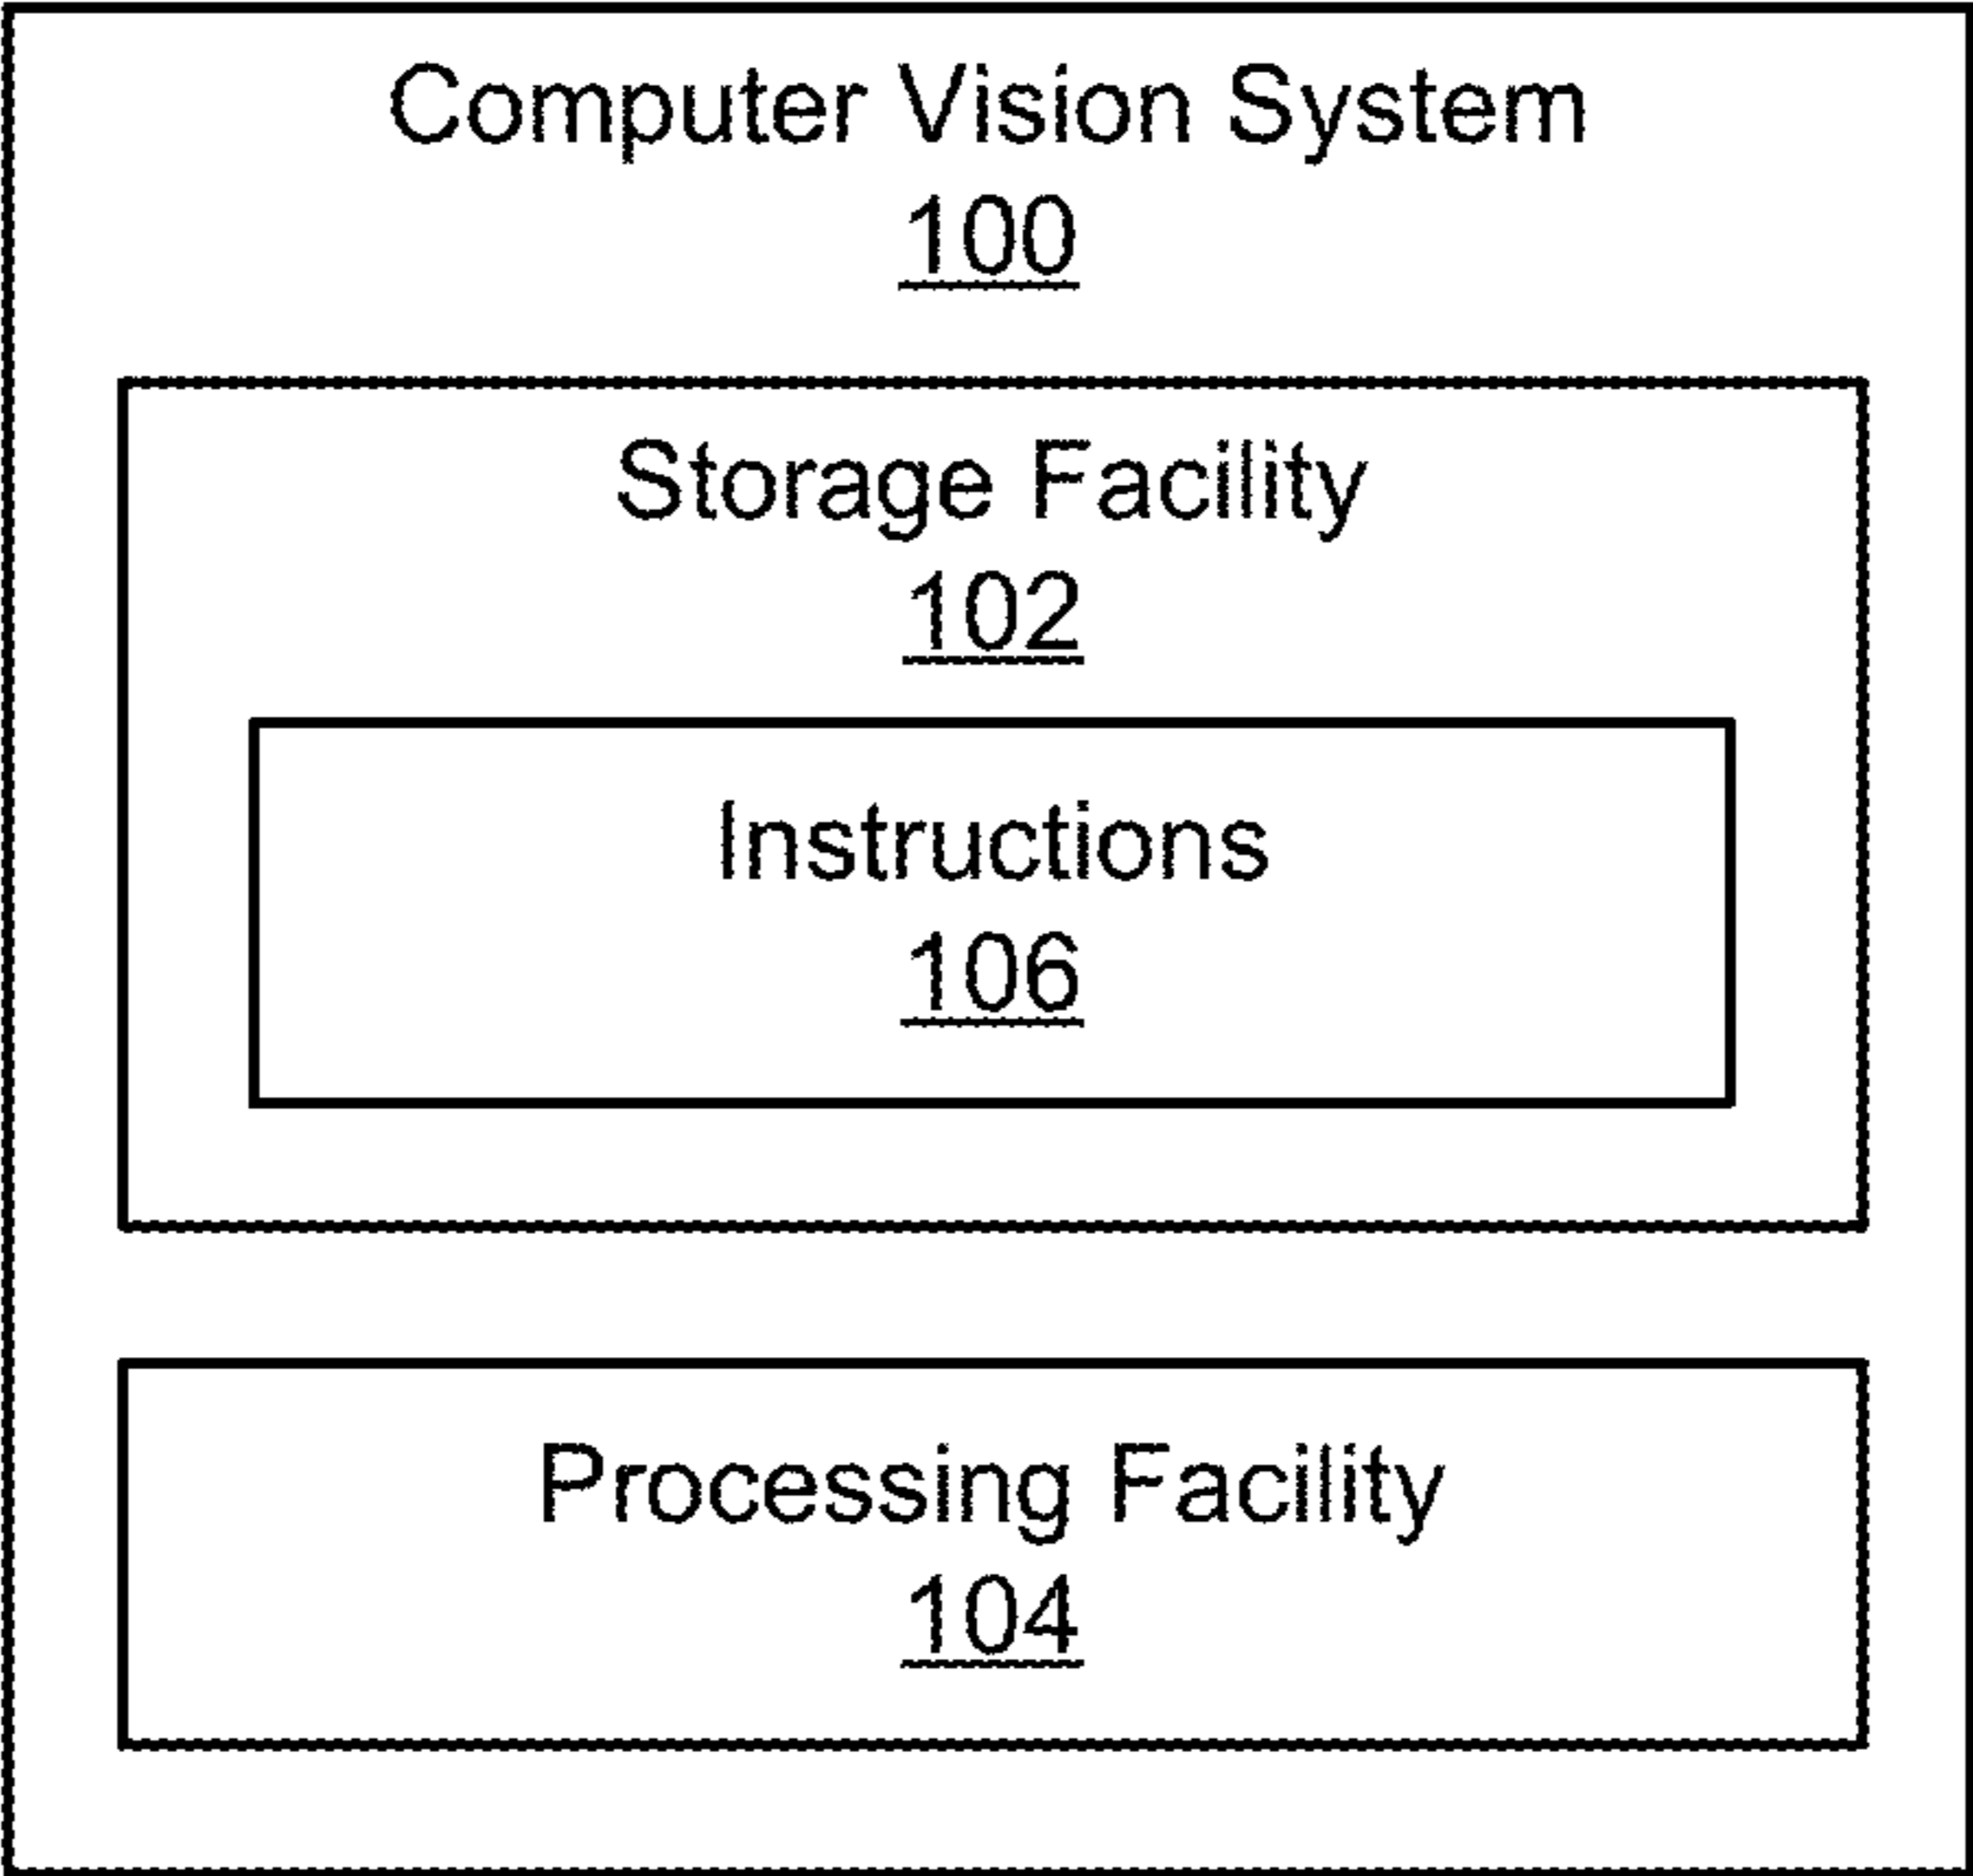 Computer Vision System
100
Storage Facility
102
Instructions
106
Processing Facility
104